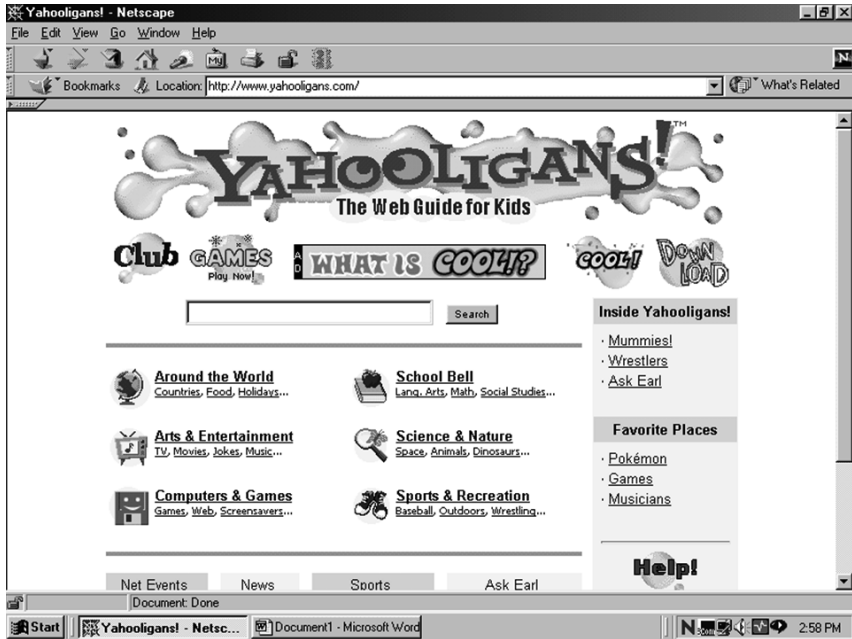 Yahooligans! - Netscape
File Edit View Go Window Help
My N
Bookmarks Location: http://www.yahooligans.com/ What's Related
YAHOOLIGANS! TM
The Web Guide for Kids
Club GAMES Play Now! AD WHAT IS COOL!? COOL! DOWN LOAD
Search
Inside Yahooligans!
· Mummies!
· Wrestlers
· Ask Earl
Around the World
Countries, Food, Holidays...
School Bell
Lang. Arts, Math, Social Studies...
Arts & Entertainment
TV, Movies, Jokes, Music...
Science & Nature
Space, Animals, Dinosaurs...
Computers & Games
Games, Web, Screensavers...
Sports & Recreation
Baseball, Outdoors, Wrestling...
Favorite Places
· Pokémon
· Games
· Musicians
Help!
Net Events News Sports Ask Earl
Document: Done
Start Yahooligans! - Netsc... Document1 - Microsoft Word N 2:58 PM